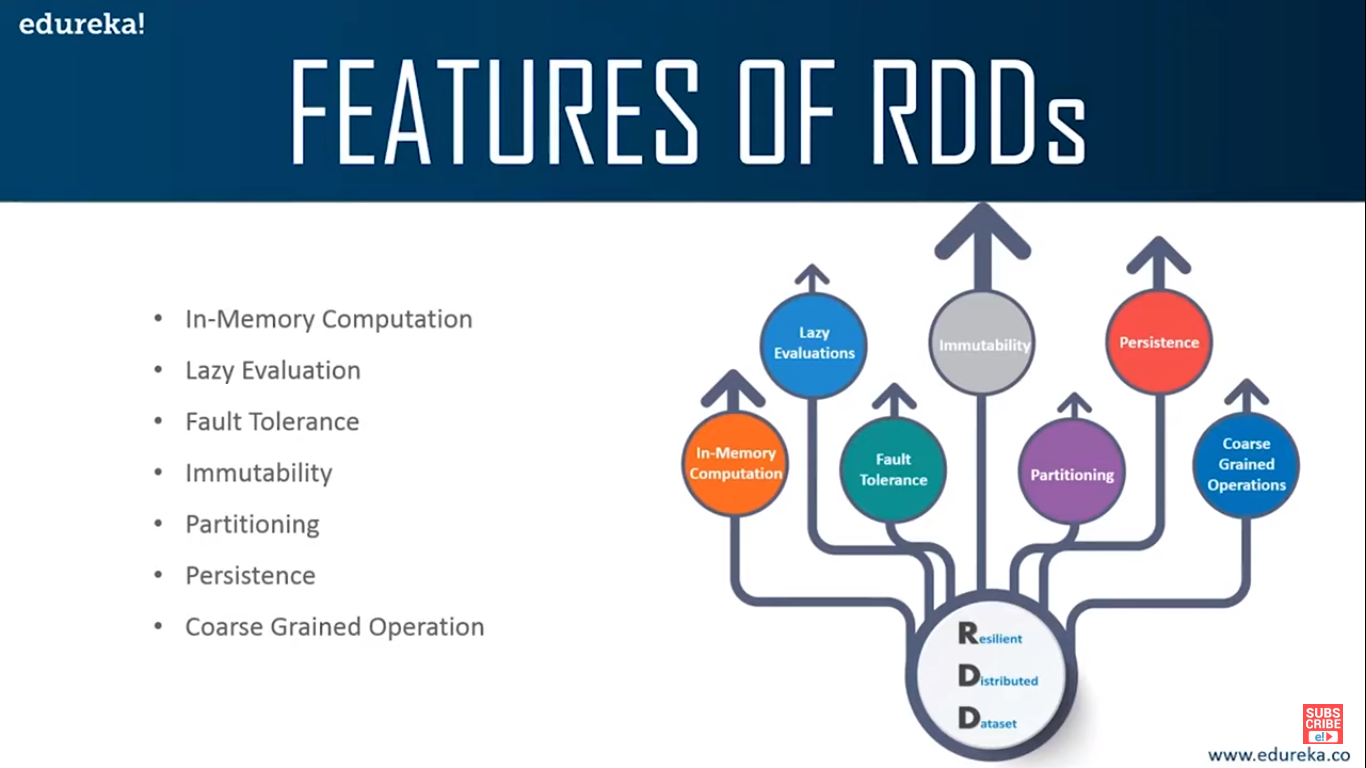 edureka!
FEATURES OF RDDs
• In-Memory Computation
• Lazy Evaluation
• Fault Tolerance
• Immutability
• Partitioning
• Persistence
• Coarse Grained Operation
Lazy
Evaluations
Immutability
Persistence
In-Memory
Computation
Fault
Tolerance
Partitioning
Coarse
Grained
Operations
Resilient
Distributed
Dataset
SUBS
CRIBE
e!
www.edureka.co